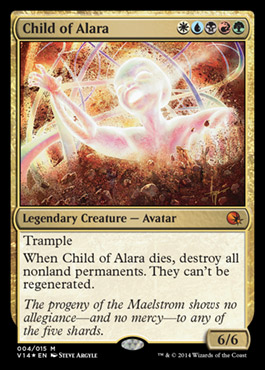 Child of Alara
Legendary Creature — Avatar
Trample
When Child of Alara dies, destroy all
nonland permanents. They can't be
regenerated.
The progeny of the Maelstrom shows no
allegiance—and no mercy—to any of
the five shards.
6/6
004/015 M
V14 ★ EN Steve Argyle
™ & © 2014 Wizards of the Coast